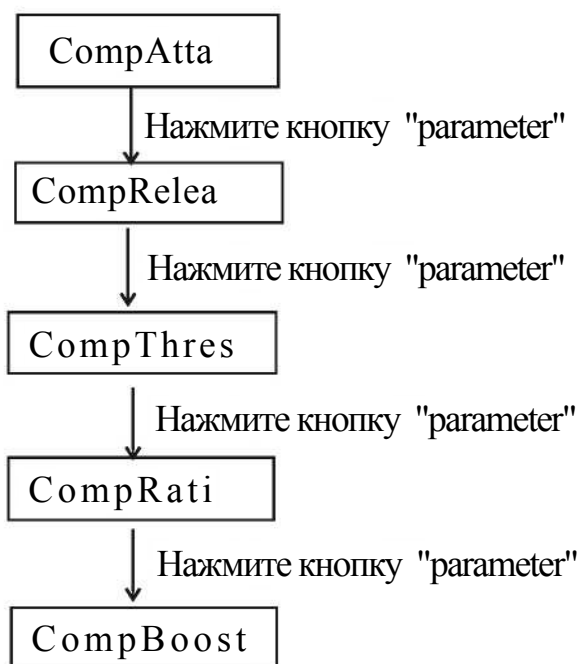 CompAtta
Нажмите кнопку "parameter"
CompRelea
Нажмите кнопку "parameter"
CompThres
Нажмите кнопку "parameter"
CompRati
Нажмите кнопку "parameter"
CompBoost